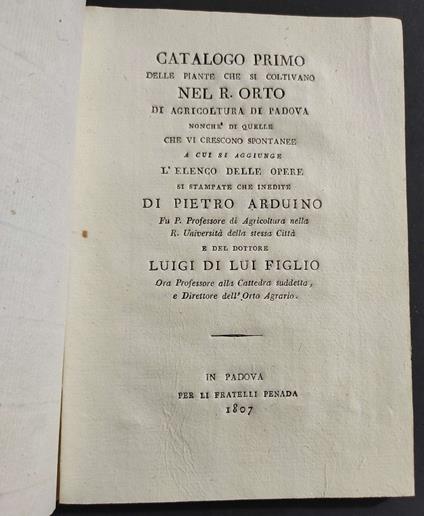 CATALOGO PRIMO
DELLE PIANTE CHE SI COLTIVANO
NEL R. ORTO
DI AGRICOLTURA DI PADOVA
NONCHE' DI QUELLE
CHE VI CRESCONO SPONTANEE
A CUI SI AGGIUNGE
L'ELENCO DELLE OPERE
SI STAMPATE CHE INEDITE
DI PIETRO ARDUINO
Fu P. Professore di Agricoltura nella
R. Università della stessa Città
E DEL DOTTORE
LUIGI DI LUI FIGLIO
Ora Professore alla Cattedra suddetta,
e Direttore dell'Orto Agrario.
IN PADOVA
PER LI FRATELLI PENADA
1807